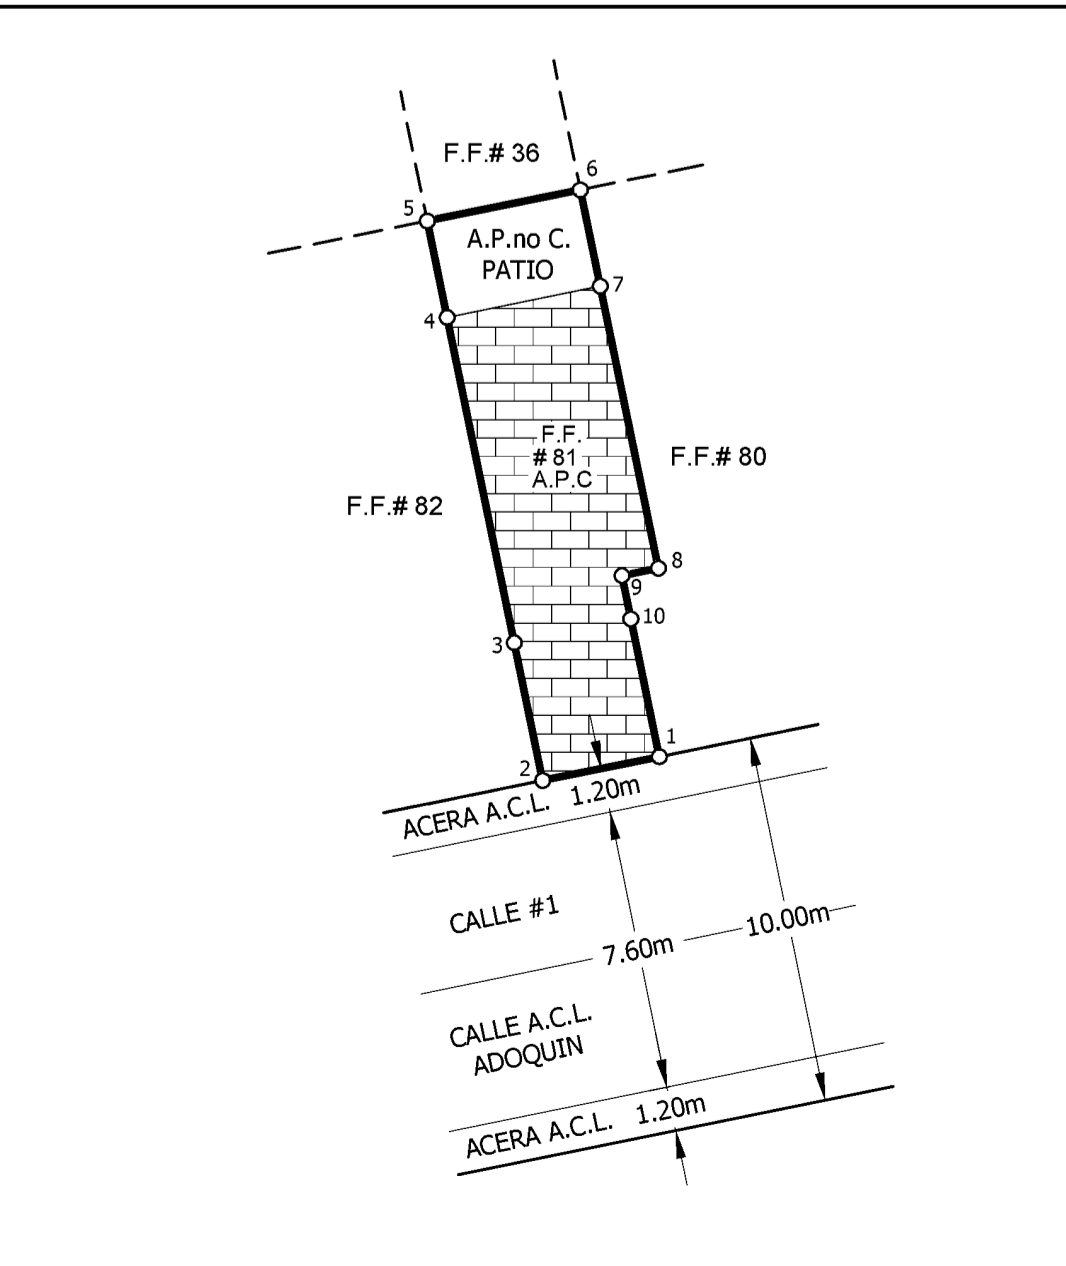 F.F.# 36
6
5
A.P.no C.
PATIO
7
4
F.F.
# 81
A.P.C
F.F.# 80
F.F.# 82
8
9
10
3
1
2
ACERA A.C.L. 1.20m
CALLE #1
10.00m
7.60m
CALLE A.C.L.
ADOQUIN
ACERA A.C.L. 1.20m